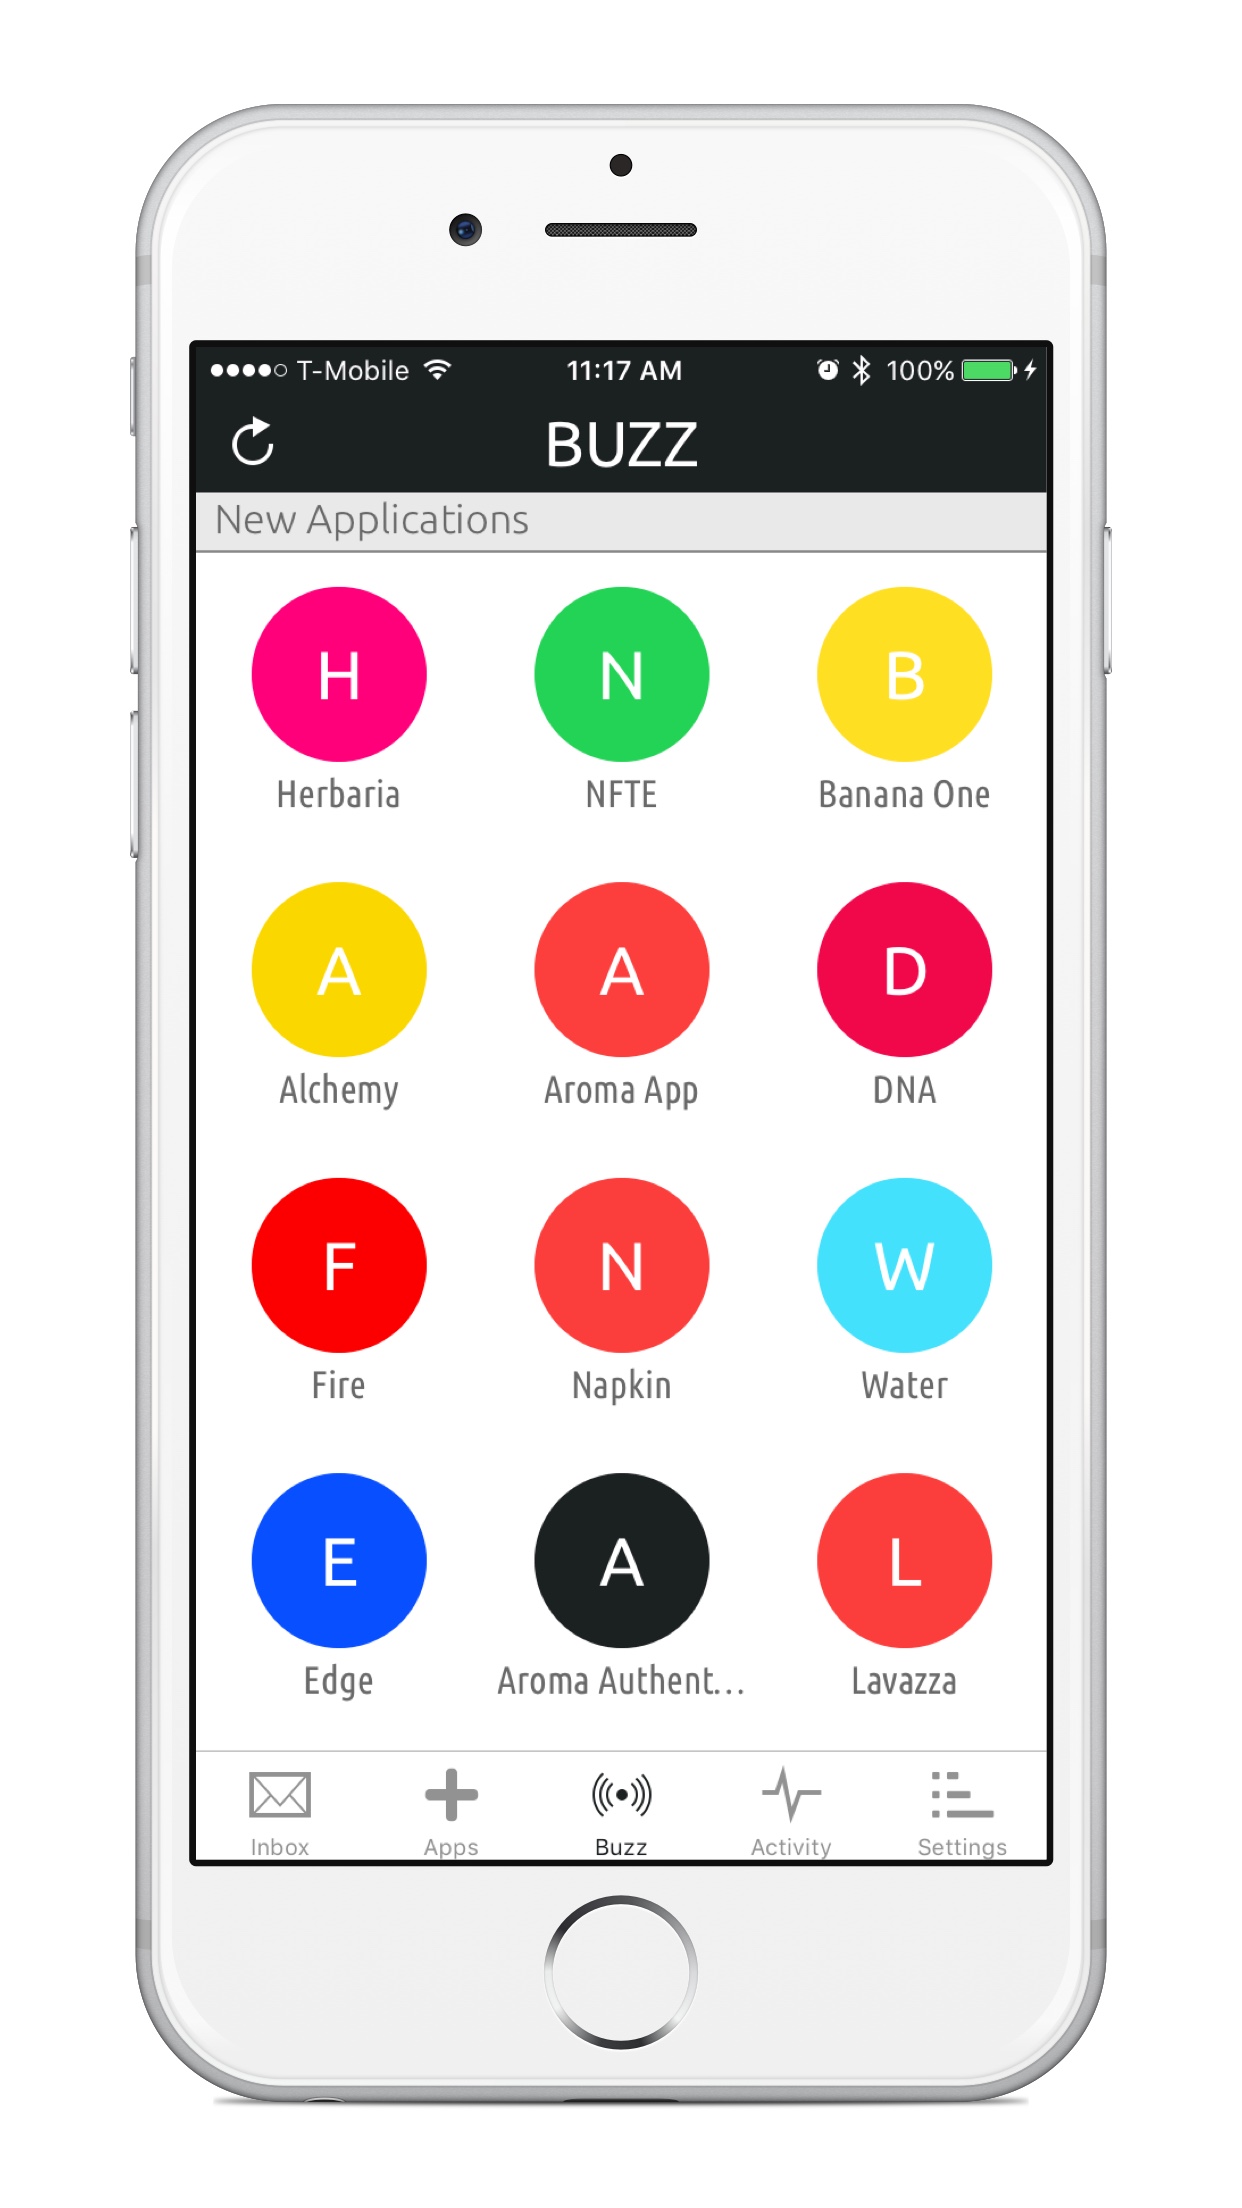 T-Mobile 11:17 AM 100%
BUZZ
New Applications
H N B
Herbaria NFTE Banana One
A A D
Alchemy Aroma App DNA
F N W
Fire Napkin Water
E A L
Edge Aroma Authent... Lavazza
Inbox Apps Buzz Activity Settings